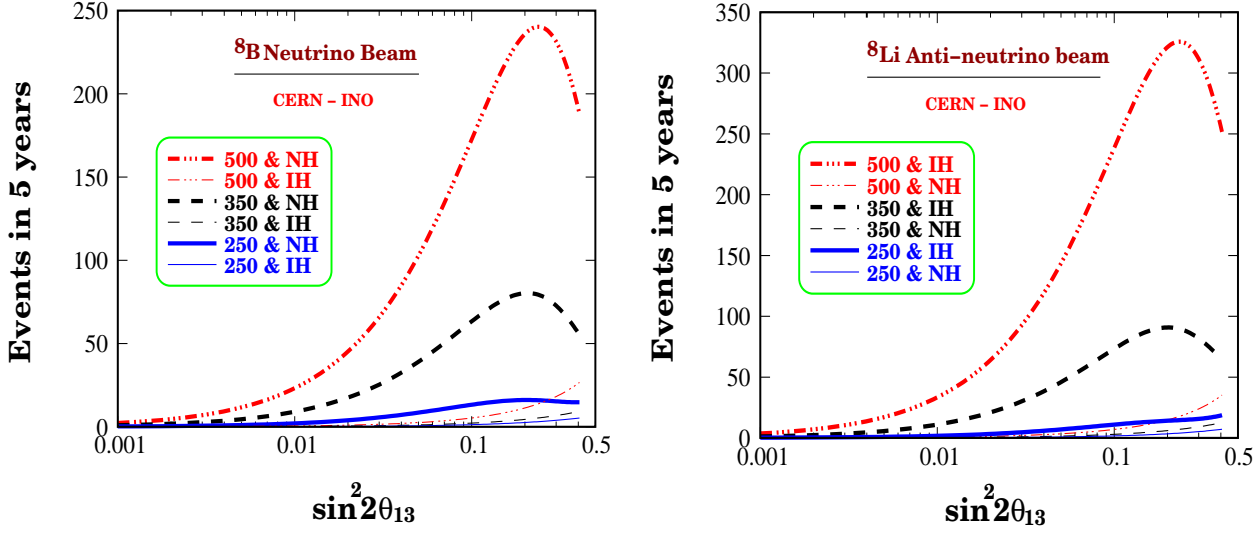 Events in 5 years
250
200
150
100
50
0
⁸B Neutrino Beam
CERN – INO
500 & NH
500 & IH
350 & NH
350 & IH
250 & NH
250 & IH
0.001
0.01
0.1
0.5
sin²2θ₁₃
Events in 5 years
350
300
250
200
150
100
50
0
⁸Li Anti–neutrino beam
CERN – INO
500 & IH
500 & NH
350 & IH
350 & NH
250 & IH
250 & NH
0.001
0.01
0.1
0.5
sin²2θ₁₃